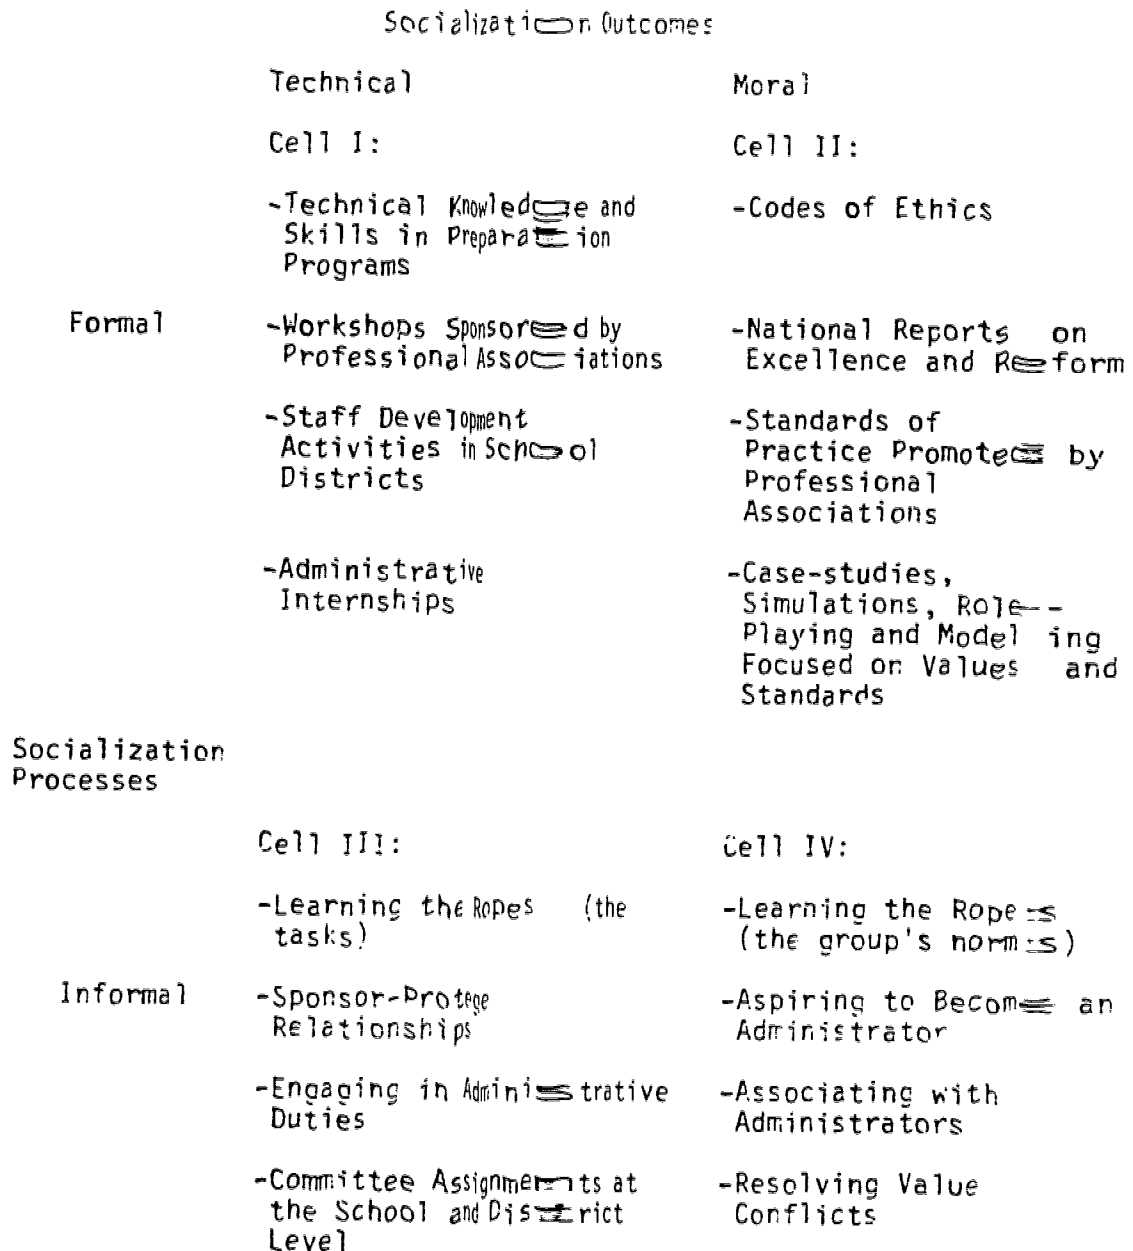 Socialization Outcomes
Technical
Moral
Cell I:
Cell II:
-Technical Knowledge and
Skills in Preparation
Programs
-Codes of Ethics
Formal
-Workshops Sponsored by
Professional Associations
-National Reports on
Excellence and Reform
-Staff Development
Activities in School
Districts
-Standards of
Practice Promoted by
Professional
Associations
-Administrative
Internships
-Case-studies,
Simulations, Role--
Playing and Modeling
Focused on Values and
Standards
Socialization
Processes
Cell III:
Cell IV:
-Learning the Ropes (the
tasks)
-Learning the Ropes
(the group's norms)
Informal
-Sponsor-Protege
Relationships
-Aspiring to Become an
Administrator
-Engaging in Administrative
Duties
-Associating with
Administrators
-Committee Assignments at
the School and District
Level
-Resolving Value
Conflicts